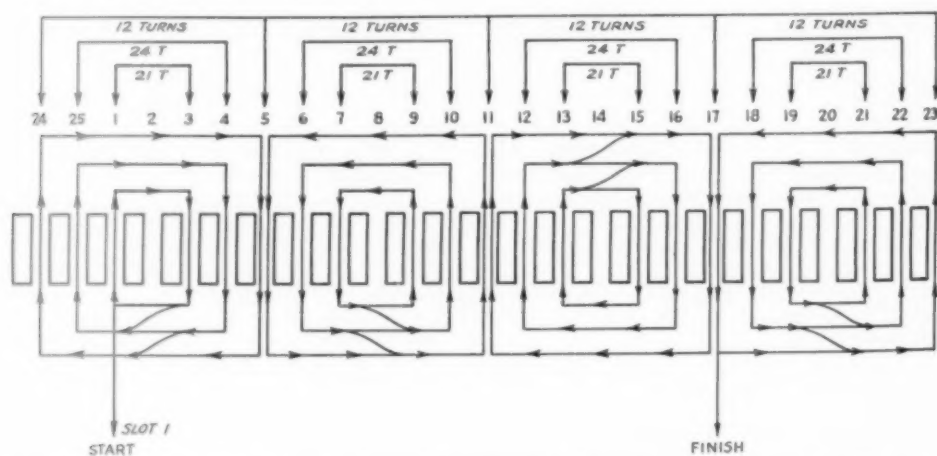 12 TURNS 12 TURNS 12 TURNS 12 TURNS
24 T 24 T 24 T 24 T
21 T 21 T 21 T 21 T
24 25 1 2 3 4 5 6 7 8 9 10 11 12 13 14 15 16 17 18 19 20 21 22 23
SLOT 1
START FINISH